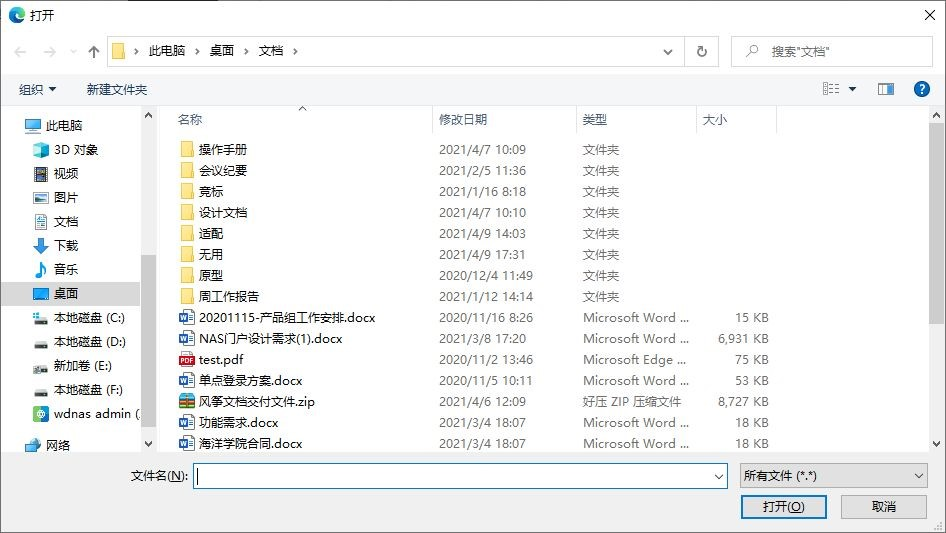 打开
此电脑 › 桌面 › 文档 ›
搜索"文档"
组织
新建文件夹
此电脑
3D 对象
视频
图片
文档
下载
音乐
桌面
本地磁盘 (C:)
本地磁盘 (D:)
新加卷 (E:)
本地磁盘 (F:)
wdnas admin (
网络
名称 修改日期 类型 大小
操作手册 2021/4/7 10:09 文件夹
会议纪要 2021/2/5 11:36 文件夹
竞标 2021/1/16 8:18 文件夹
设计文档 2021/4/7 10:10 文件夹
适配 2021/4/9 14:03 文件夹
无用 2021/4/9 17:31 文件夹
原型 2020/12/4 11:49 文件夹
周工作报告 2021/1/12 14:14 文件夹
20201115-产品组工作安排.docx 2020/11/16 8:26 Microsoft Word ... 15 KB
NAS门户设计需求(1).docx 2021/3/8 17:20 Microsoft Word ... 6,931 KB
PDF test.pdf 2020/11/2 13:46 Microsoft Edge ... 75 KB
单点登录方案.docx 2020/11/5 10:11 Microsoft Word ... 53 KB
风筝文档交付文件.zip 2021/4/6 12:09 好压 ZIP 压缩文件 8,727 KB
功能需求.docx 2021/3/4 18:07 Microsoft Word ... 18 KB
海洋学院合同.docx 2021/3/4 18:07 Microsoft Word ... 18 KB
文件名(N):
所有文件 (*.*)
打开(O)
取消